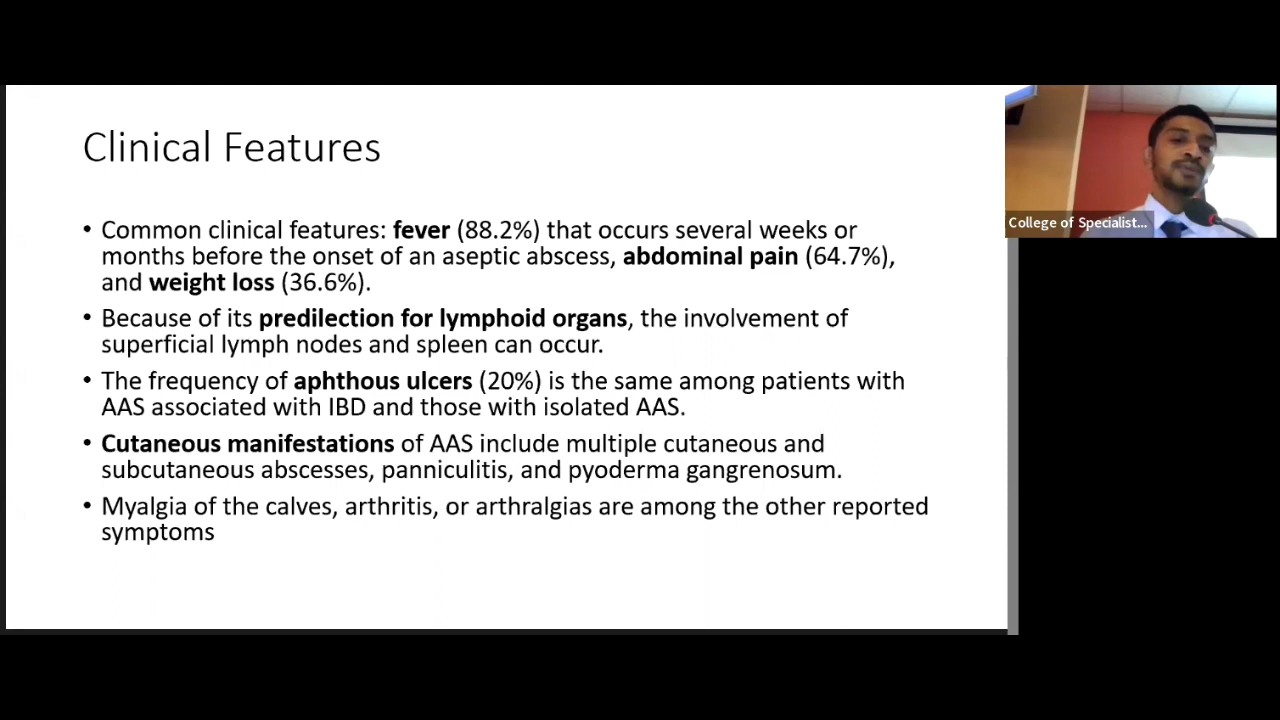 Clinical Features
• Common clinical features: fever (88.2%) that occurs several weeks or
months before the onset of an aseptic abscess, abdominal pain (64.7%),
and weight loss (36.6%).
• Because of its predilection for lymphoid organs, the involvement of
superficial lymph nodes and spleen can occur.
• The frequency of aphthous ulcers (20%) is the same among patients with
AAS associated with IBD and those with isolated AAS.
• Cutaneous manifestations of AAS include multiple cutaneous and
subcutaneous abscesses, panniculitis, and pyoderma gangrenosum.
• Myalgia of the calves, arthritis, or arthralgias are among the other reported
symptoms
College of Specialist...